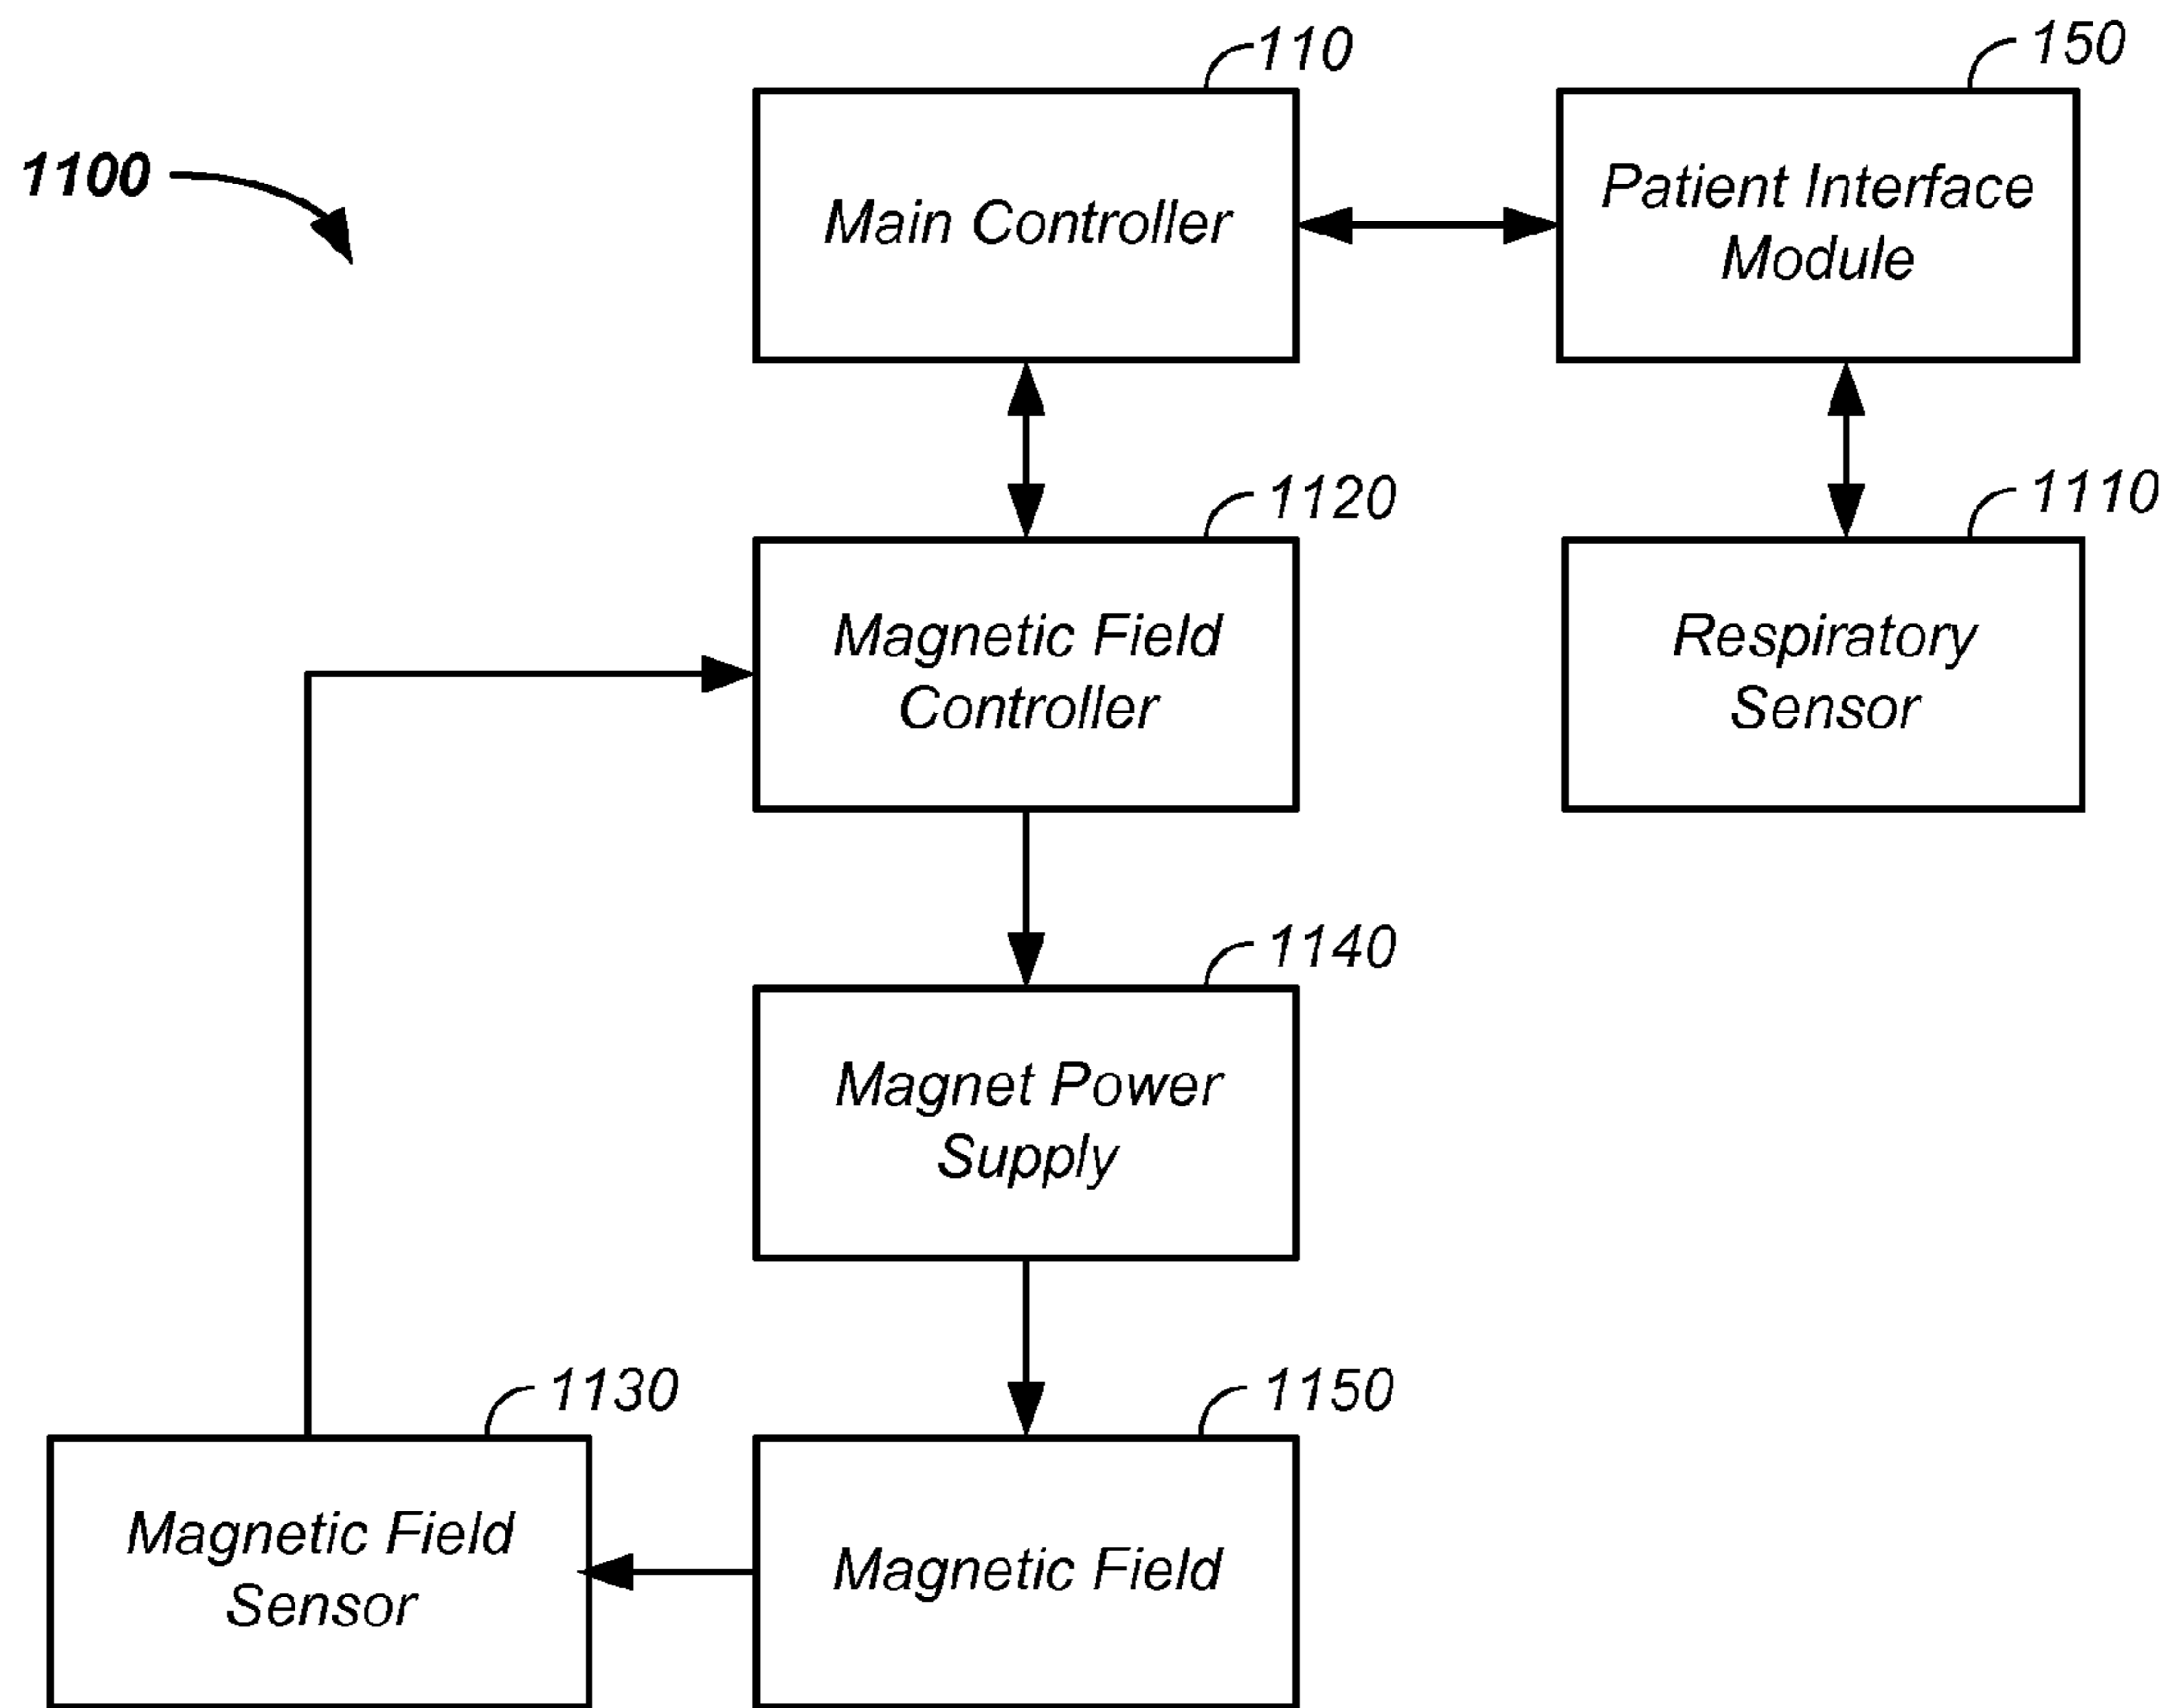 110
150
1100
Main Controller
Patient Interface
Module
1120
1110
Magnetic Field
Controller
Respiratory
Sensor
1140
Magnet Power
Supply
1130
1150
Magnetic Field
Sensor
Magnetic Field